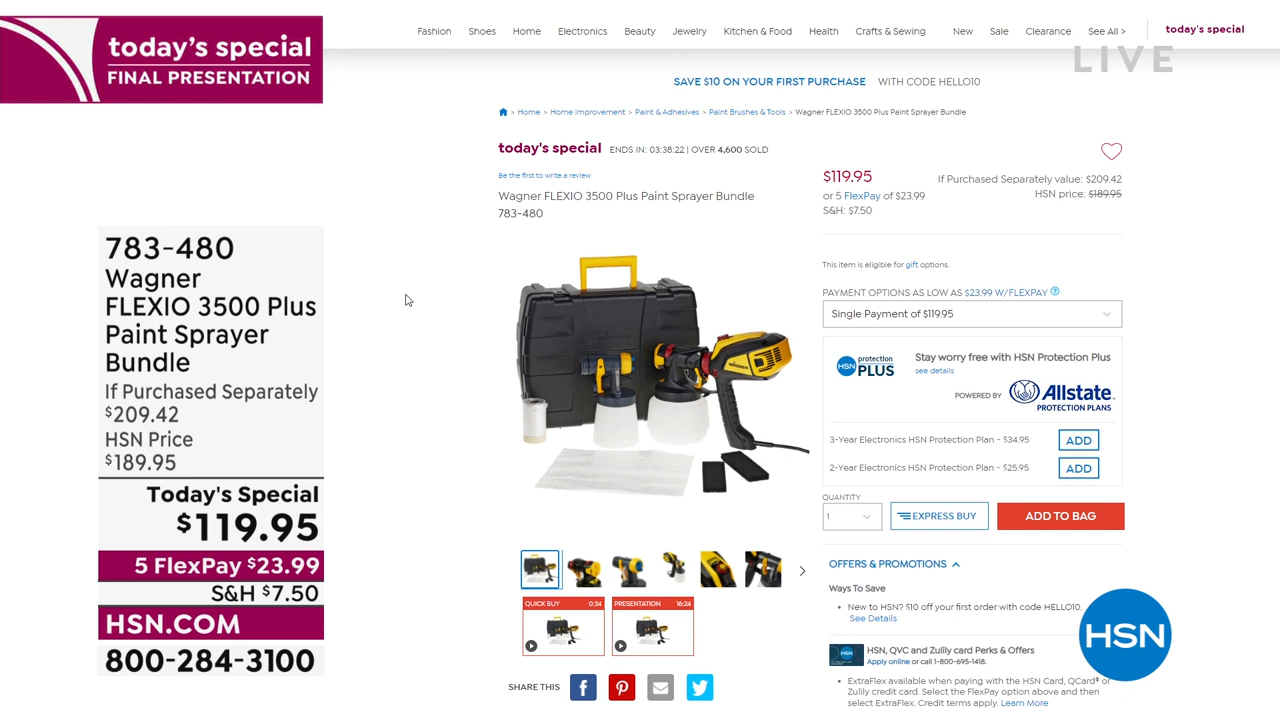 today's special
FINAL PRESENTATION
Fashion Shoes Home Electronics Beauty Jewelry Kitchen & Food Health Crafts & Sewing New Sale Clearance See All > today's special
LIVE
SAVE $10 ON YOUR FIRST PURCHASE WITH CODE HELLO10
> Home > Home Improvement > Paint & Adhesives > Paint Brushes & Tools > Wagner FLEXIO 3500 Plus Paint Sprayer Bundle
today's special ENDS IN: 03:38:22 | OVER 4,600 SOLD
Be the first to write a review
Wagner FLEXIO 3500 Plus Paint Sprayer Bundle
783-480
$119.95
or 5 FlexPay of $23.99
S&H: $7.50
If Purchased Separately value: $209.42
HSN price: $189.95
This item is eligible for gift options.
PAYMENT OPTIONS AS LOW AS $23.99 W/FLEXPAY ?
Single Payment of $119.95
HSN protection PLUS
Stay worry free with HSN Protection Plus
see details
POWERED BY Allstate
PROTECTION PLANS
3-Year Electronics HSN Protection Plan - $34.95 ADD
2-Year Electronics HSN Protection Plan - $25.95 ADD
QUANTITY
1 EXPRESS BUY ADD TO BAG
OFFERS & PROMOTIONS
Ways To Save
• New to HSN? $10 off your first order with code HELLO10.
See Details
HSN, QVC and Zulily card Perks & Offers
Apply online or call 1-800-695-1418.
• ExtraFlex available when paying with the HSN Card, QCard® or
Zulily credit card. Select the FlexPay option above and then
select ExtraFlex. Credit terms apply. Learn More
QUICK BUY 0:34
PRESENTATION 16:24
SHARE THIS
783-480
Wagner
FLEXIO 3500 Plus
Paint Sprayer
Bundle
If Purchased Separately
$209.42
HSN Price
$189.95
Today's Special
$119.95
5 FlexPay $23.99
S&H $7.50
HSN.COM
800-284-3100
HSN